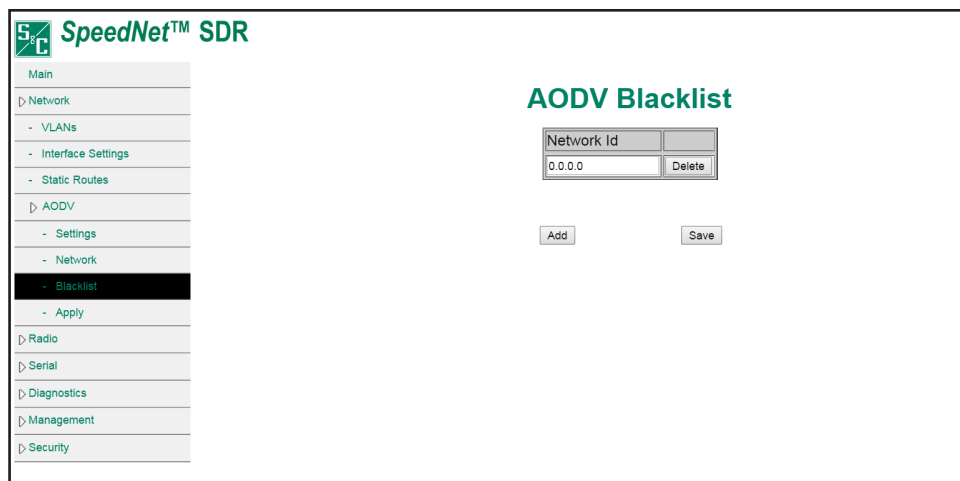 S&C SpeedNet™ SDR
Main
Network
- VLANs
- Interface Settings
- Static Routes
AODV
- Settings
- Network
- Blacklist
- Apply
Radio
Serial
Diagnostics
Management
Security
AODV Blacklist
Network Id
0.0.0.0 Delete
Add Save